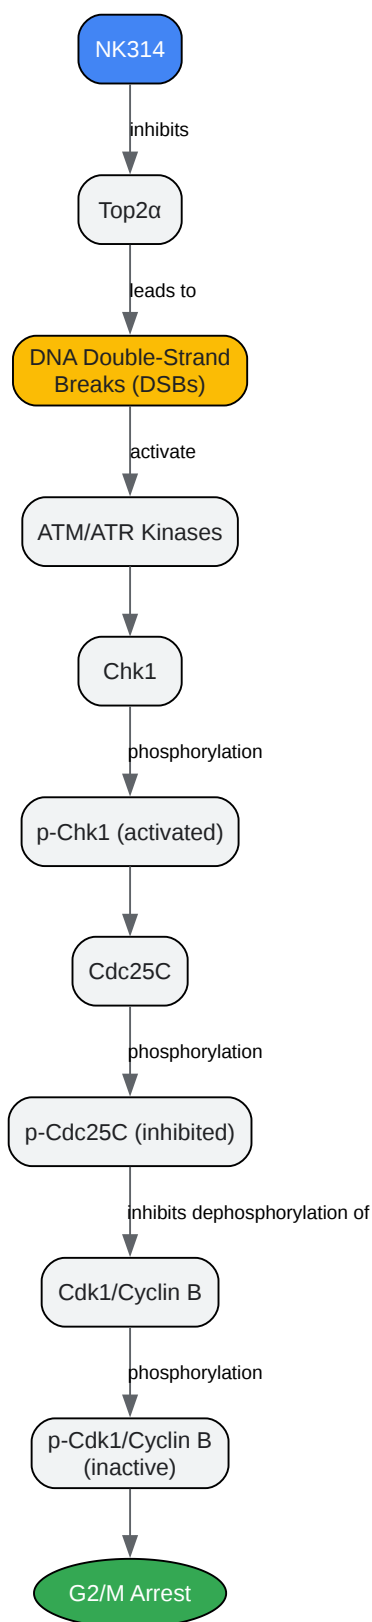 NK314
inhibits
Top2α
leads to
DNA Double-Strand
Breaks (DSBs)
activate
ATM/ATR Kinases
Chk1
phosphorylation
p-Chk1 (activated)
Cdc25C
phosphorylation
p-Cdc25C (inhibited)
inhibits dephosphorylation of
Cdk1/Cyclin B
phosphorylation
p-Cdk1/Cyclin B
(inactive)
G2/M Arrest